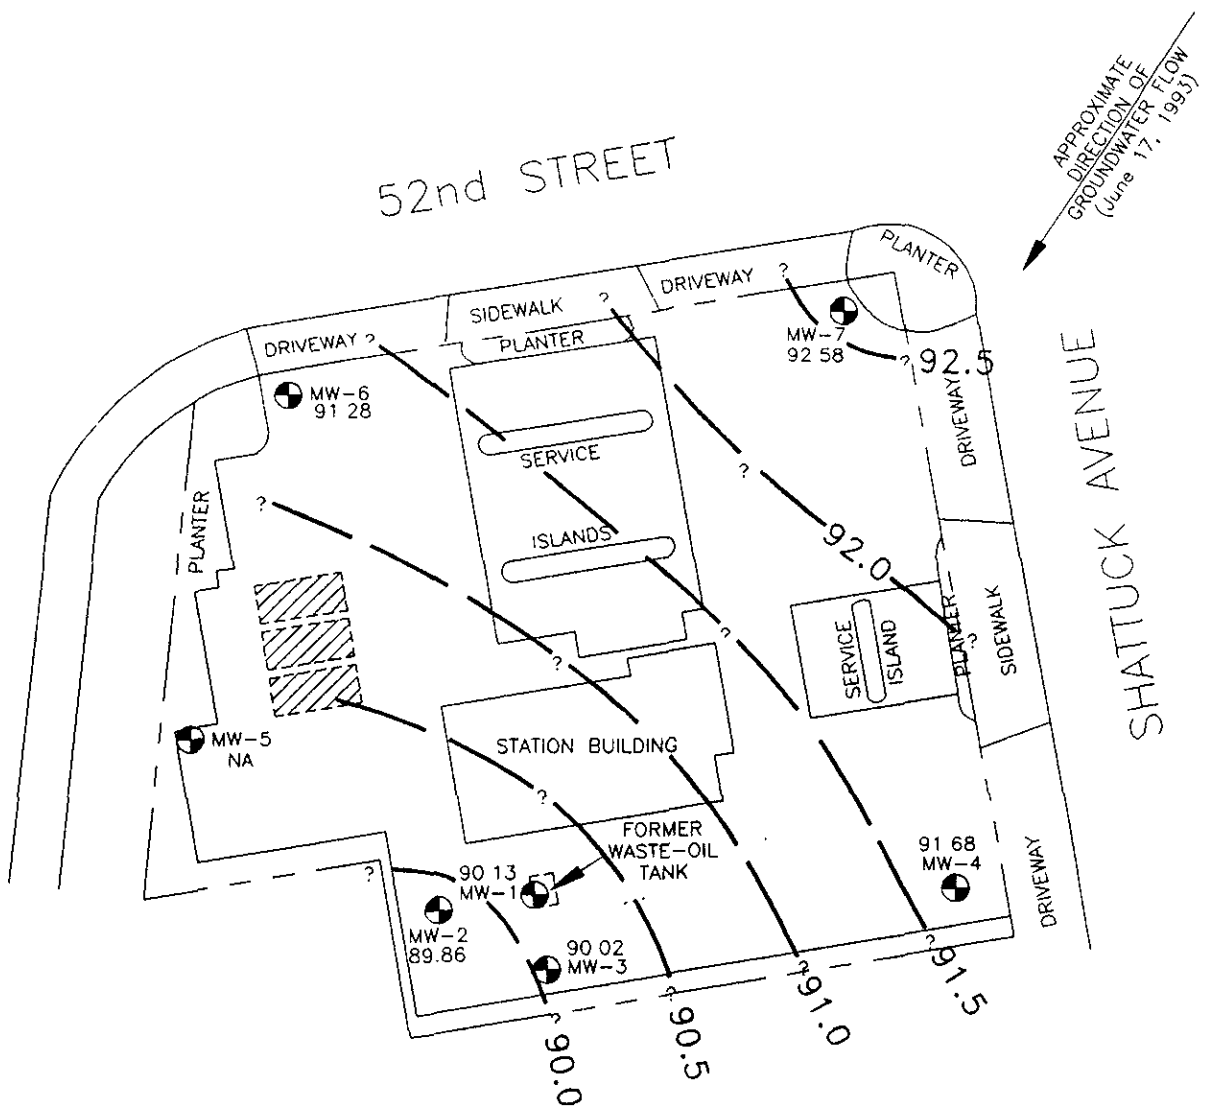 APPROXIMATE
DIRECTION OF
GROUNDWATER FLOW
(June 17, 1993)
52nd STREET
PLANTER
DRIVEWAY ?
SIDEWALK ?
DRIVEWAY ?
PLANTER
MW-7
92 58
? 92.5
MW-6
91 28
DRIVEWAY
SHATTUCK AVENUE
SERVICE
?
?
PLANTER
ISLANDS
92.0
SERVICE
ISLAND
PLANTER
?
SIDEWALK
?
?
MW-5
NA
STATION BUILDING
?
FORMER
WASTE-OIL
TANK
91 68
MW-4
DRIVEWAY
?
90 13
MW-1
MW-2
89.86
90 02
MW-3
?
?
?
?
90.0
90.5
91.0
91.5